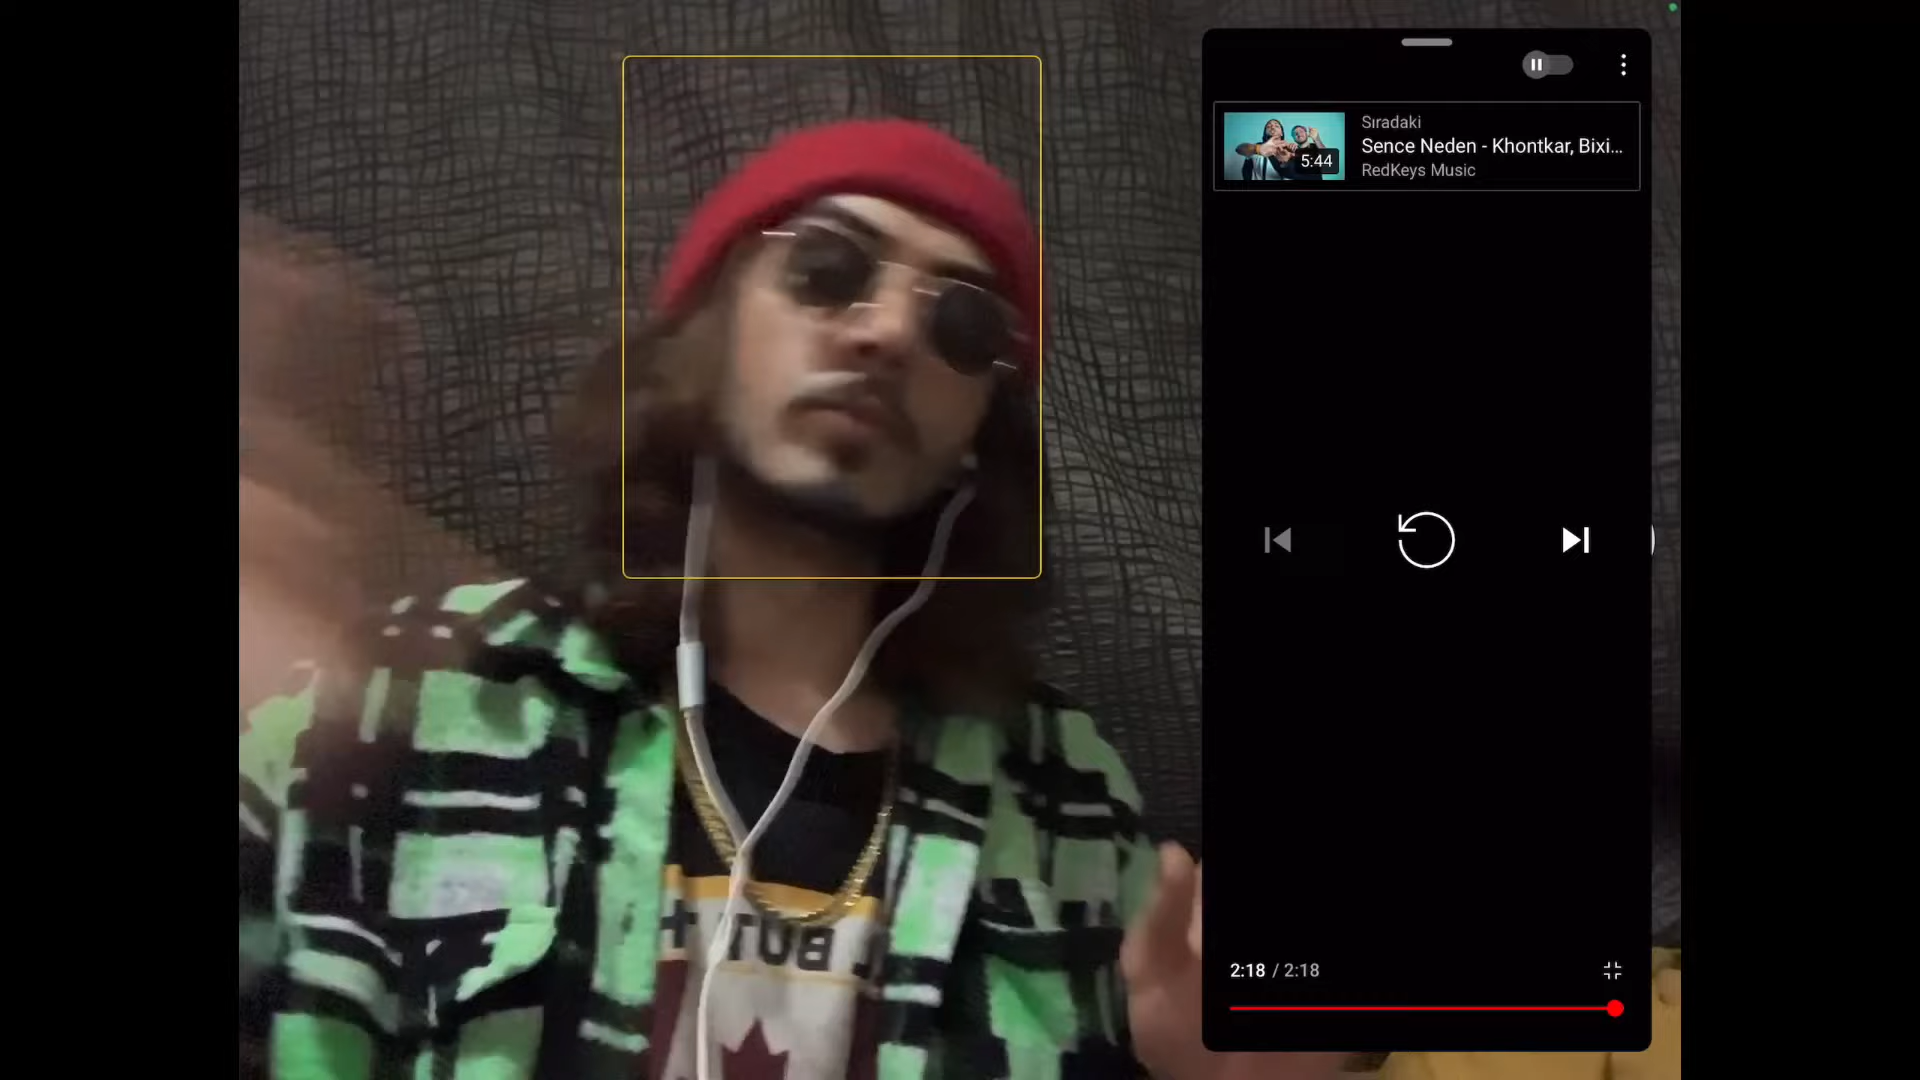 Sıradaki
Sence Neden - Khontkar, Bixi...
RedKeys Music
5:44
2:18 / 2:18